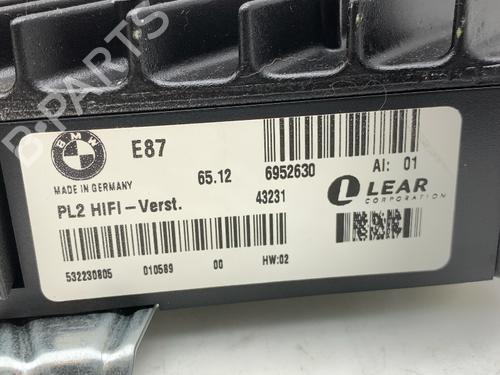 B-PARTS
BMW
E87
65.12 6952630 AI: 01
MADE IN GERMANY
PL2 HIFI-Verst. 43231
LEAR
CORPORATION
532230805 010589 00 HW:02